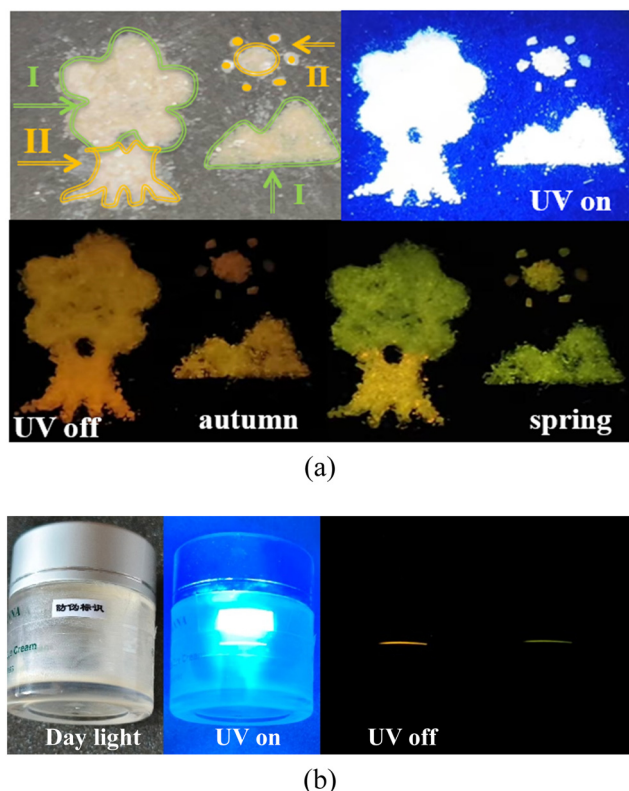 (a)
I
II
II
I
UV on
UV off
autumn
spring
(b)
防伪标识
Cream
Day light
UV on
UV off